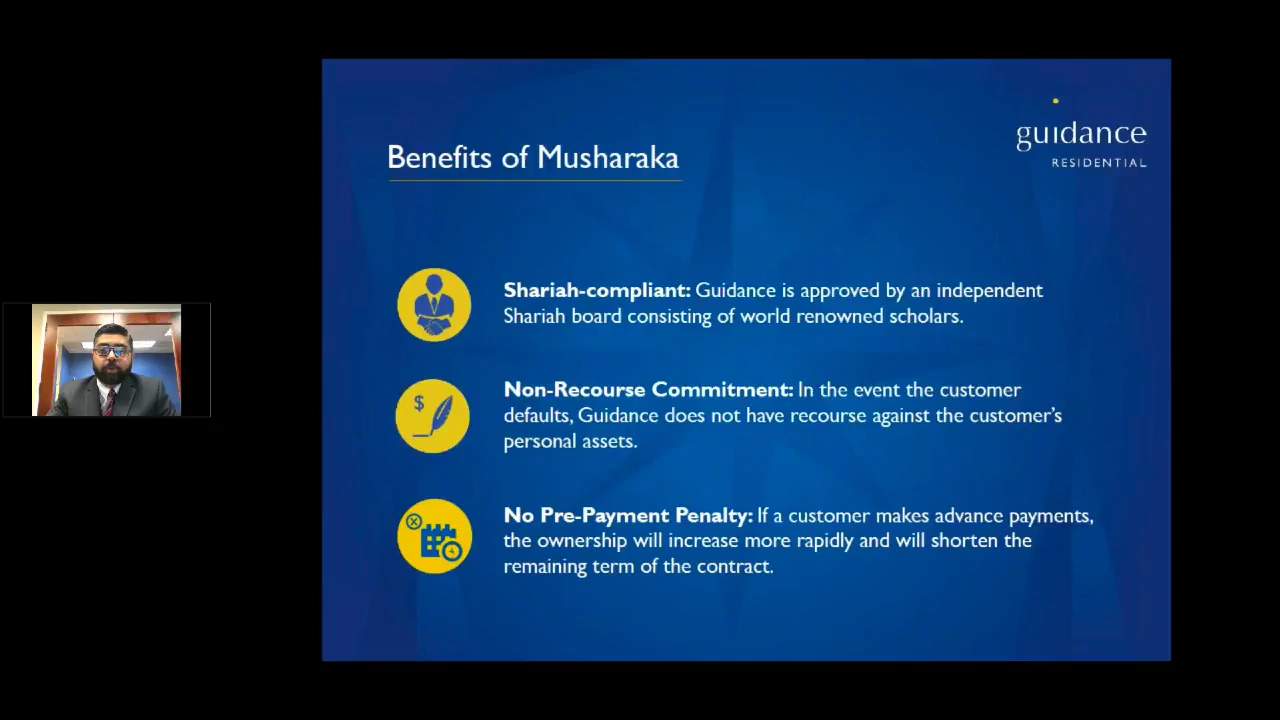 guidance
RESIDENTIAL
Benefits of Musharaka
Shariah-compliant: Guidance is approved by an independent
Shariah board consisting of world renowned scholars.
$
Non-Recourse Commitment: In the event the customer
defaults, Guidance does not have recourse against the customer’s
personal assets.
No Pre-Payment Penalty: If a customer makes advance payments,
the ownership will increase more rapidly and will shorten the
remaining term of the contract.